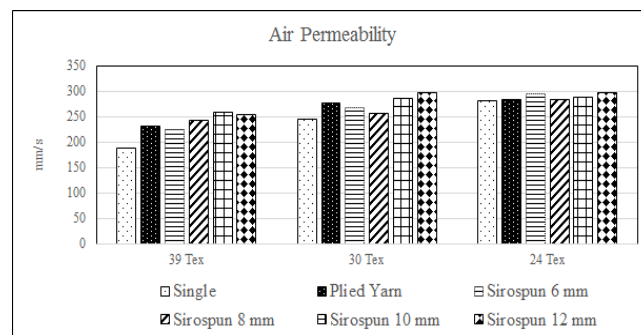 Air Permeability
350
300
250
200
150
100
50
0
mm/s
39 Tex 30 Tex 24 Tex
Single Plied Yarn Sirospun 6 mm
Sirospun 8 mm Sirospun 10 mm Sirospun 12 mm